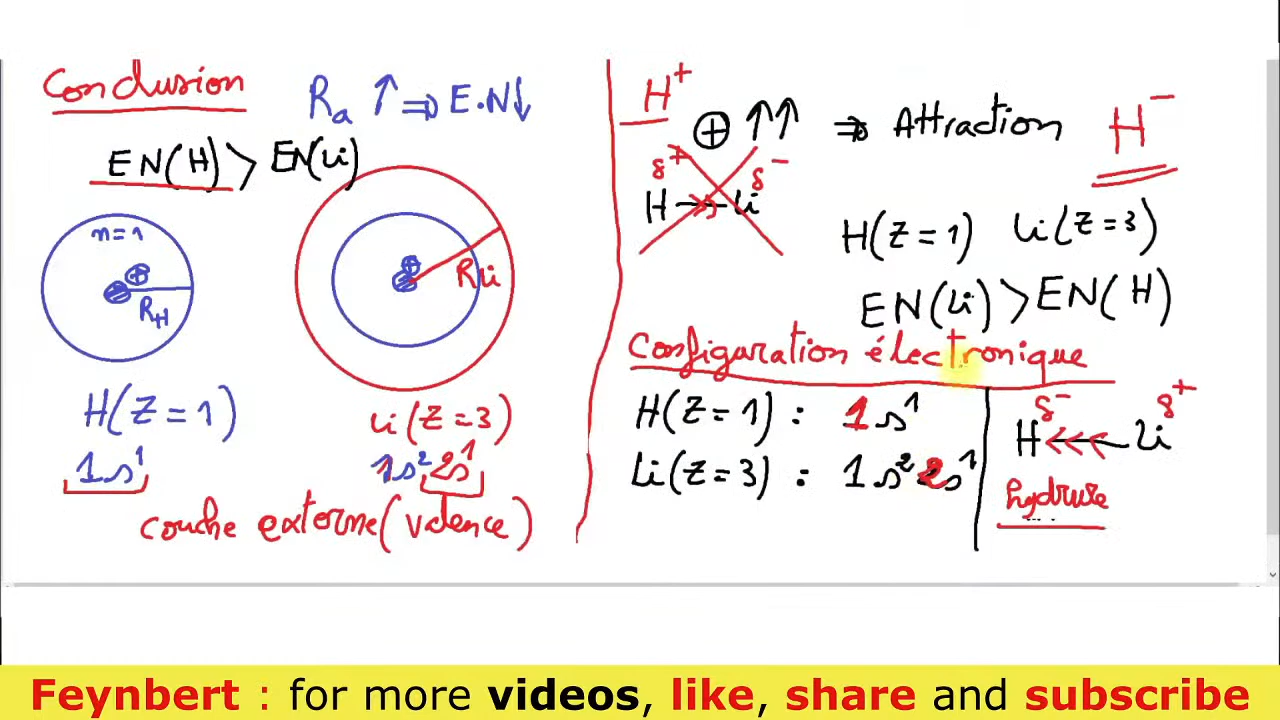 Conclusion
Ra ↑ ⇒ E.N↓
EN(H) > EN(Li)
n=1
⊕
RH
⊕
RLi
H(Z=1)
Li(Z=3)
1s¹
1s² 2s¹
couche externe(valence)
H⁺
⊕ ↑↑ ⇒ Attraction H⁻
δ⁺ δ⁻
H Li
H(Z=1) Li(Z=3)
EN(Li) > EN(H)
Configuration électronique
H(Z=1) : 1s¹
Li(Z=3) : 1s² 2s¹
δ⁻ δ⁺
H Li
hydrure
Feynbert : for more videos, like, share and subscribe